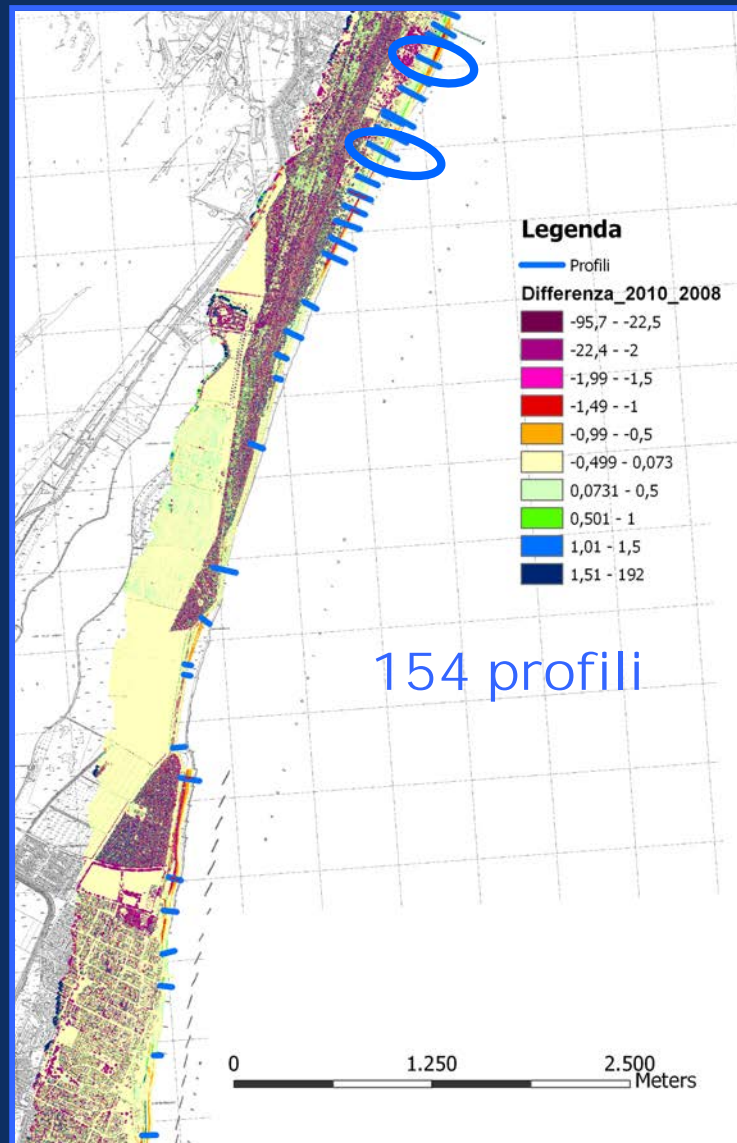 Legenda
Profili
Differenza_2010_2008
-95,7 - -22,5
-22,4 - -2
-1,99 - -1,5
-1,49 - -1
-0,99 - -0,5
-0,499 - 0,073
0,0731 - 0,5
0,501 - 1
1,01 - 1,5
1,51 - 192
154 profili
0 1.250 2.500
Meters